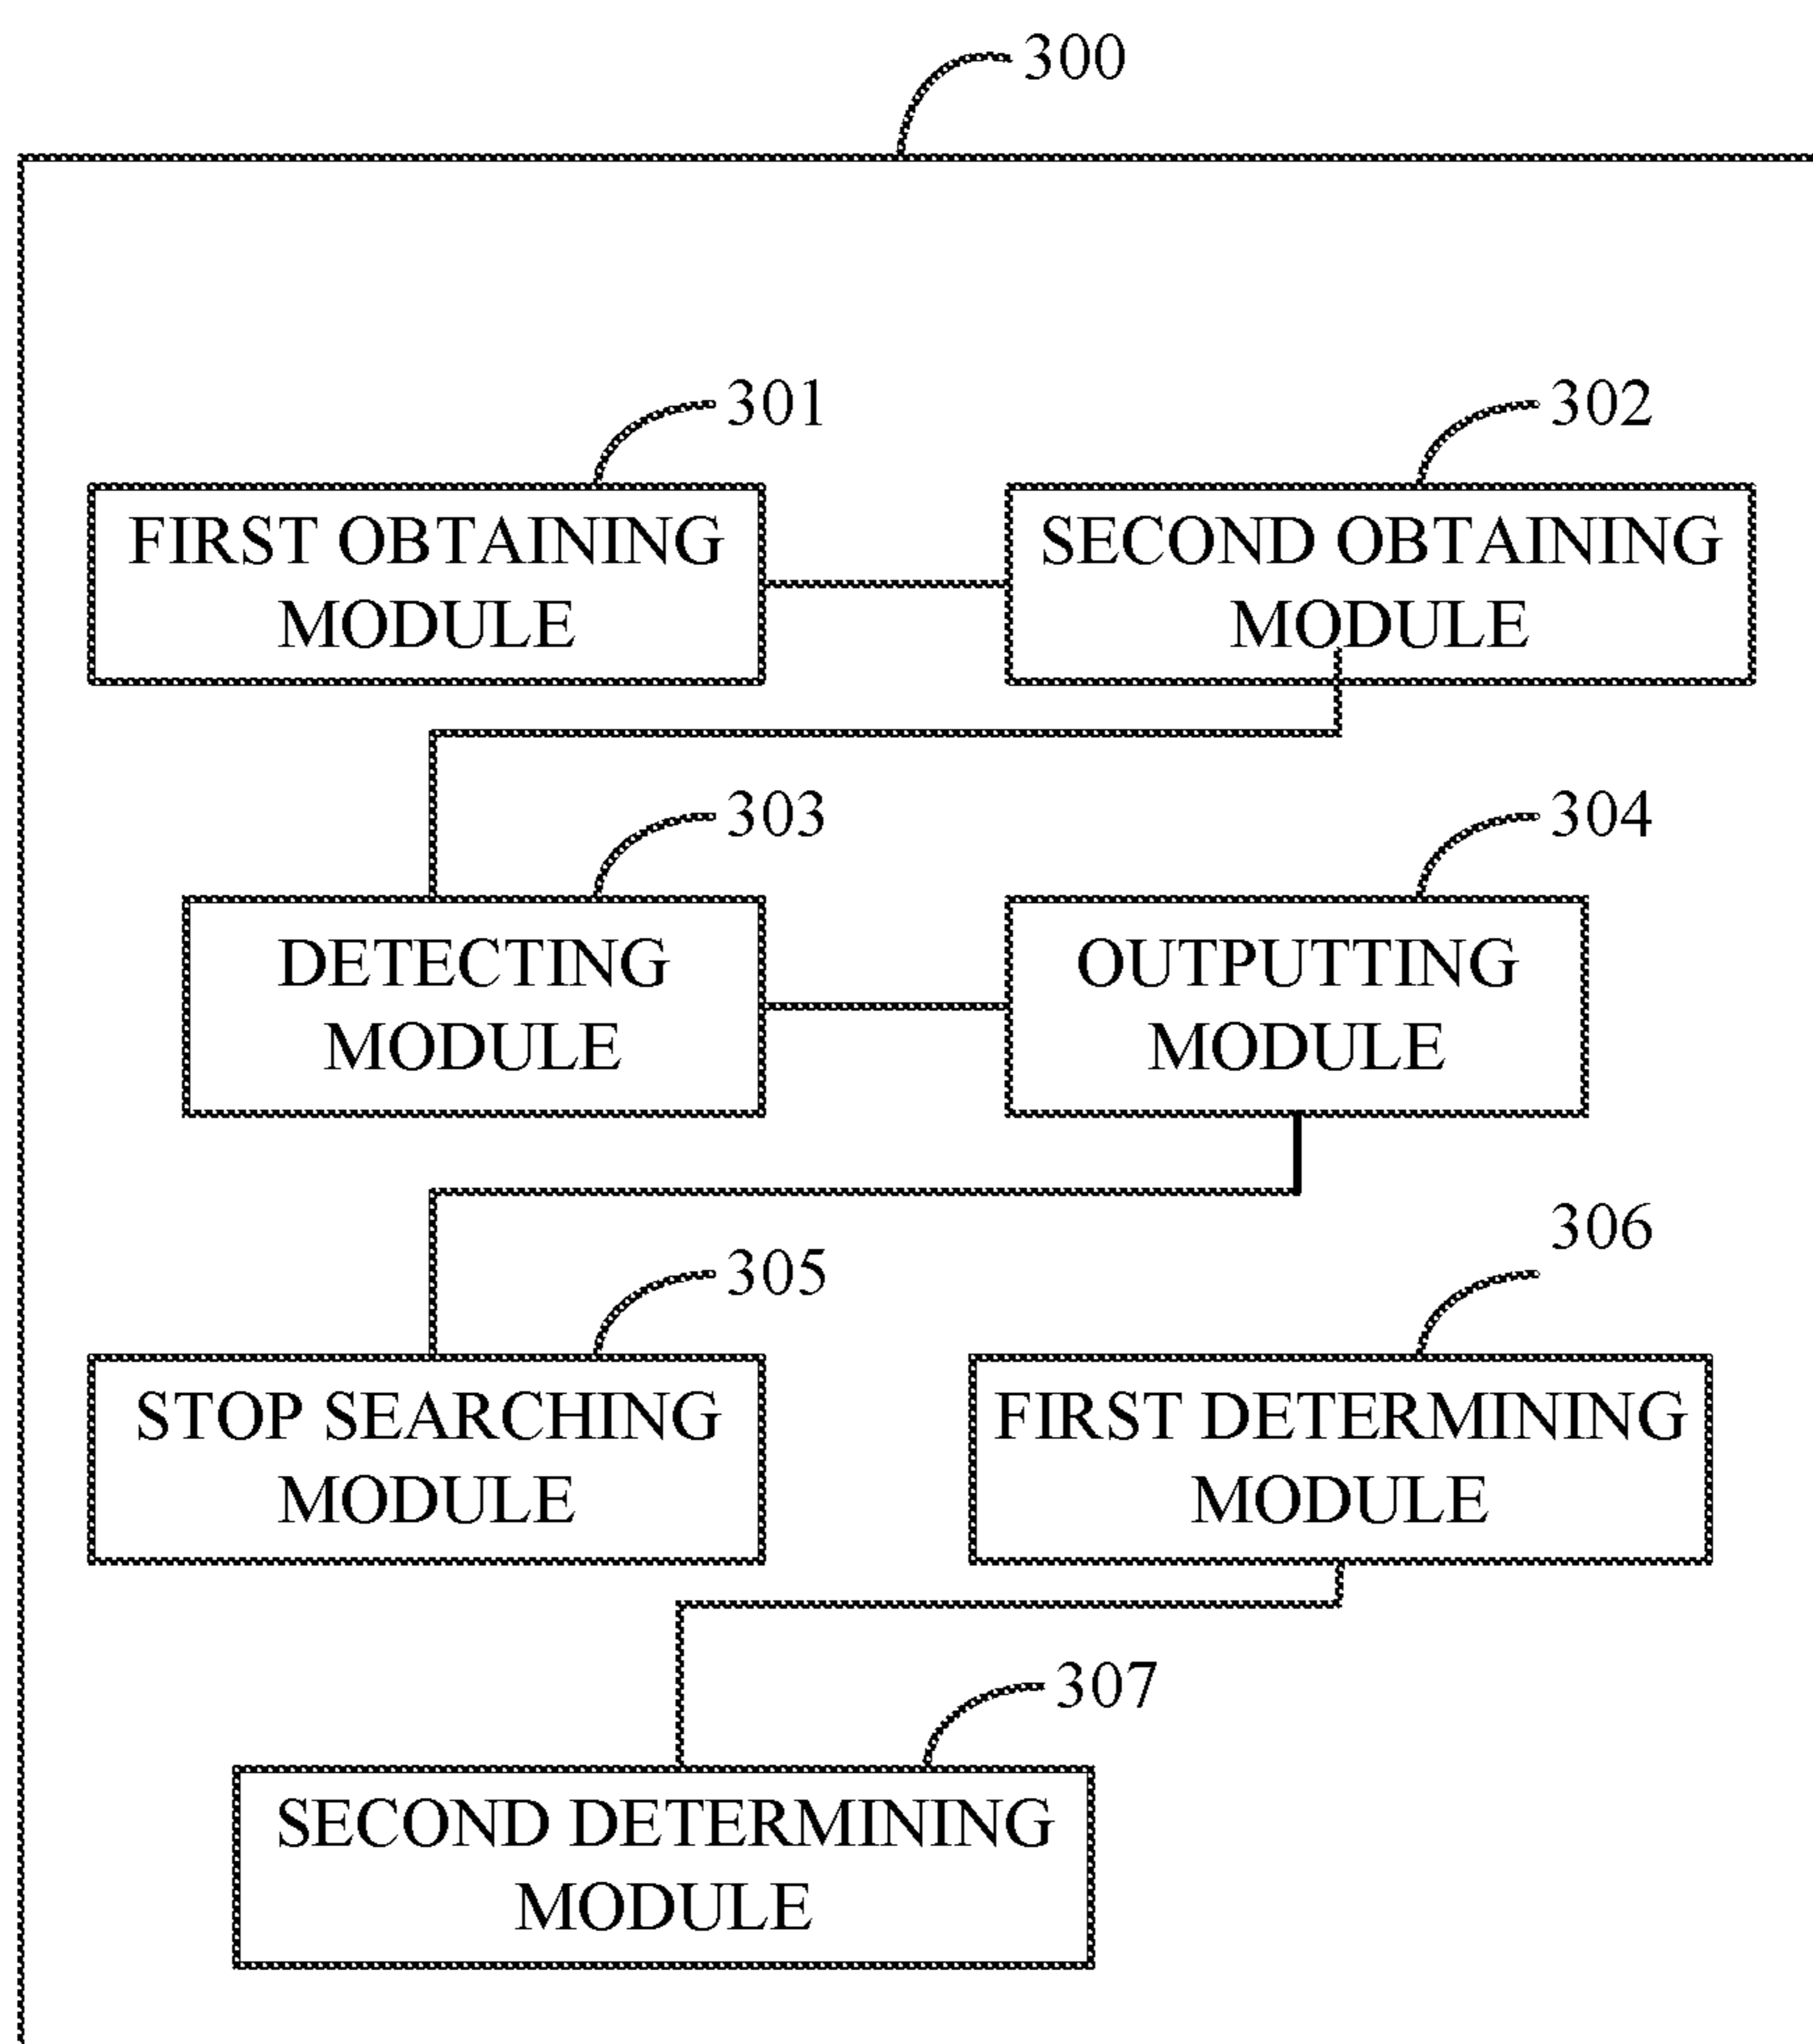 300
301
302
FIRST OBTAINING
MODULE
SECOND OBTAINING
MODULE
303
304
DETECTING
MODULE
OUTPUTTING
MODULE
305
306
STOP SEARCHING
MODULE
FIRST DETERMINING
MODULE
307
SECOND DETERMINING
MODULE